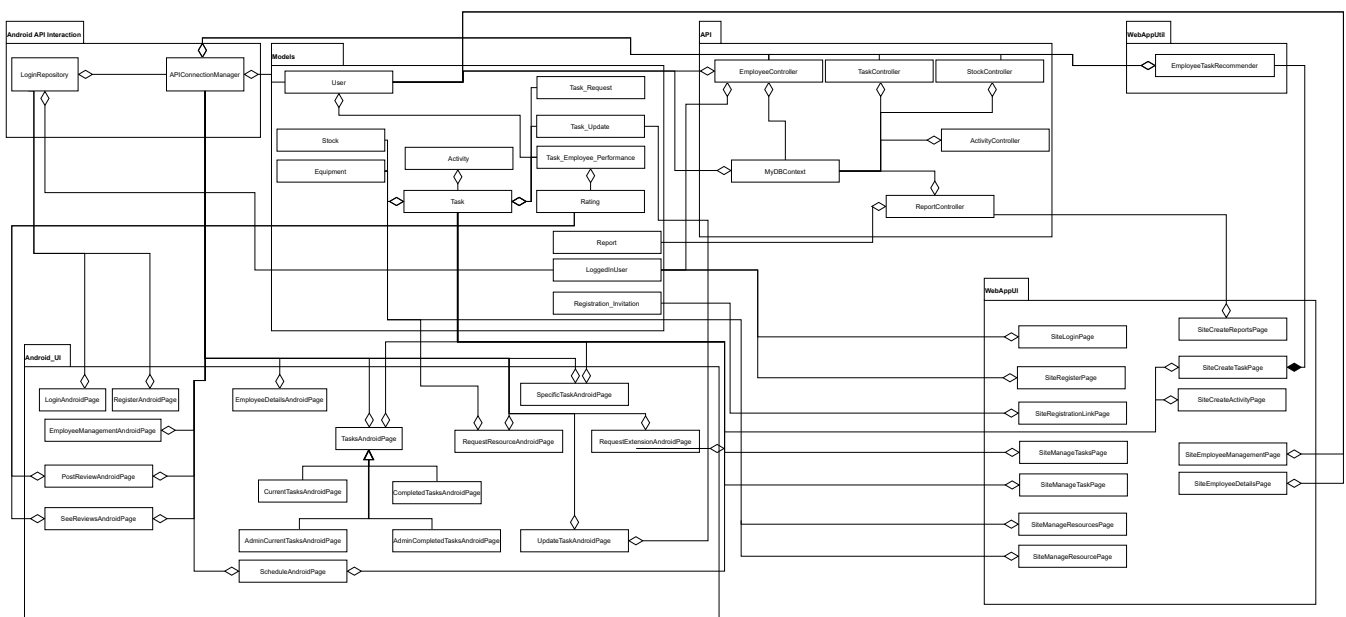 Android API Interaction
LoginRepository
APIConnectionManager
Models
User
Task_Request
Stock
Task_Update
Equipment
Activity
Task_Employee_Performance
Task
Rating
Report
LoggedInUser
Registration_Invitation
API
EmployeeController
TaskController
StockController
ActivityController
MyDBContext
ReportController
WebAppUtil
EmployeeTaskRecommender
Android_UI
LoginAndroidPage
RegisterAndroidPage
EmployeeDetailsAndroidPage
SpecificTaskAndroidPage
EmployeeManagementAndroidPage
TasksAndroidPage
RequestResourceAndroidPage
RequestExtensionAndroidPage
PostReviewAndroidPage
CurrentTasksAndroidPage
CompletedTasksAndroidPage
SeeReviewsAndroidPage
AdminCurrentTasksAndroidPage
AdminCompletedTasksAndroidPage
UpdateTaskAndroidPage
ScheduleAndroidPage
WebAppUI
SiteLoginPage
SiteCreateReportsPage
SiteRegisterPage
SiteCreateTaskPage
SiteRegistrationLinkPage
SiteCreateActivityPage
SiteManageTasksPage
SiteEmployeeManagementPage
SiteManageTaskPage
SiteEmployeeDetailsPage
SiteManageResourcesPage
SiteManageResourcePage